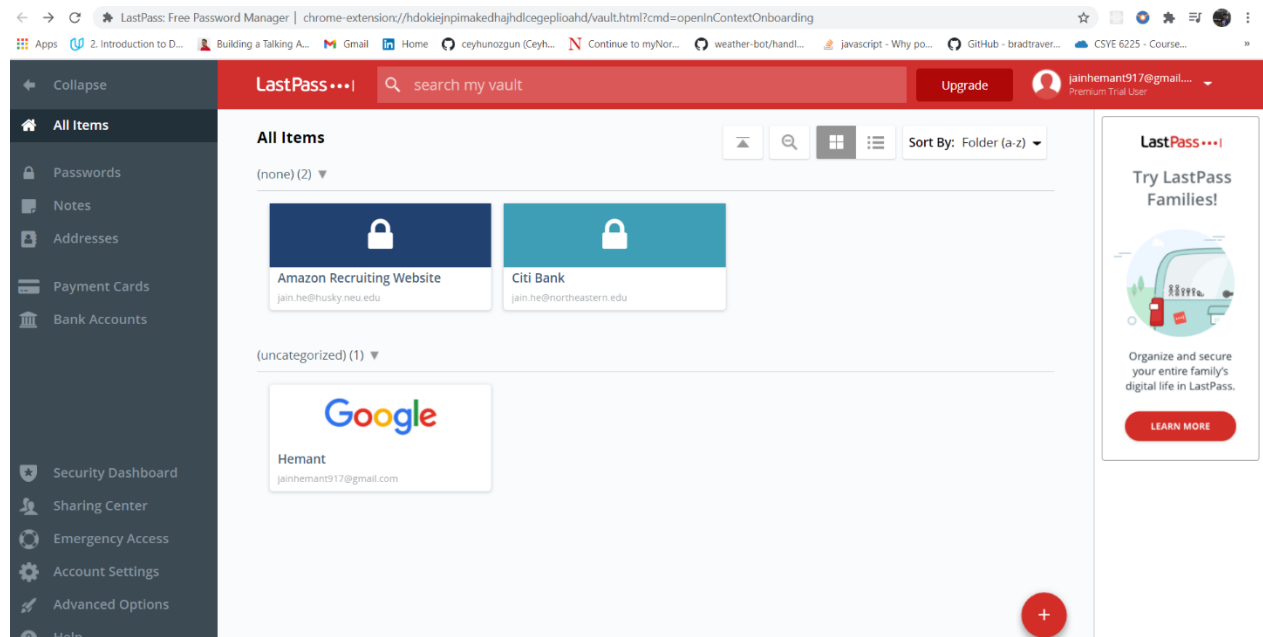 LastPass: Free Password Manager | chrome-extension://hdokiejnpimakedhajhdlcegeplioahd/vault.html?cmd=openInContextOnboarding
Apps 2. Introduction to D... Building a Talking A... Gmail Home ceyhunozgun (Ceyh... Continue to myNor... weather-bot/handl... javascript - Why po... GitHub - bradtraver... CSYE 6225 - Course... »
Collapse
All Items
Passwords
Notes
Addresses
Payment Cards
Bank Accounts
Security Dashboard
Sharing Center
Emergency Access
Account Settings
Advanced Options
Help
LastPass •••| search my vault Upgrade jainhemant917@gmail....
Premium Trial User
All Items Sort By: Folder (a-z)
(none) (2)
Amazon Recruiting Website
jain.he@husky.neu.edu
Citi Bank
jain.he@northeastern.edu
(uncategorized) (1)
Google
Hemant
jainhemant917@gmail.com
+
LastPass •••|
Try LastPass
Families!
Organize and secure
your entire family's
digital life in LastPass.
LEARN MORE